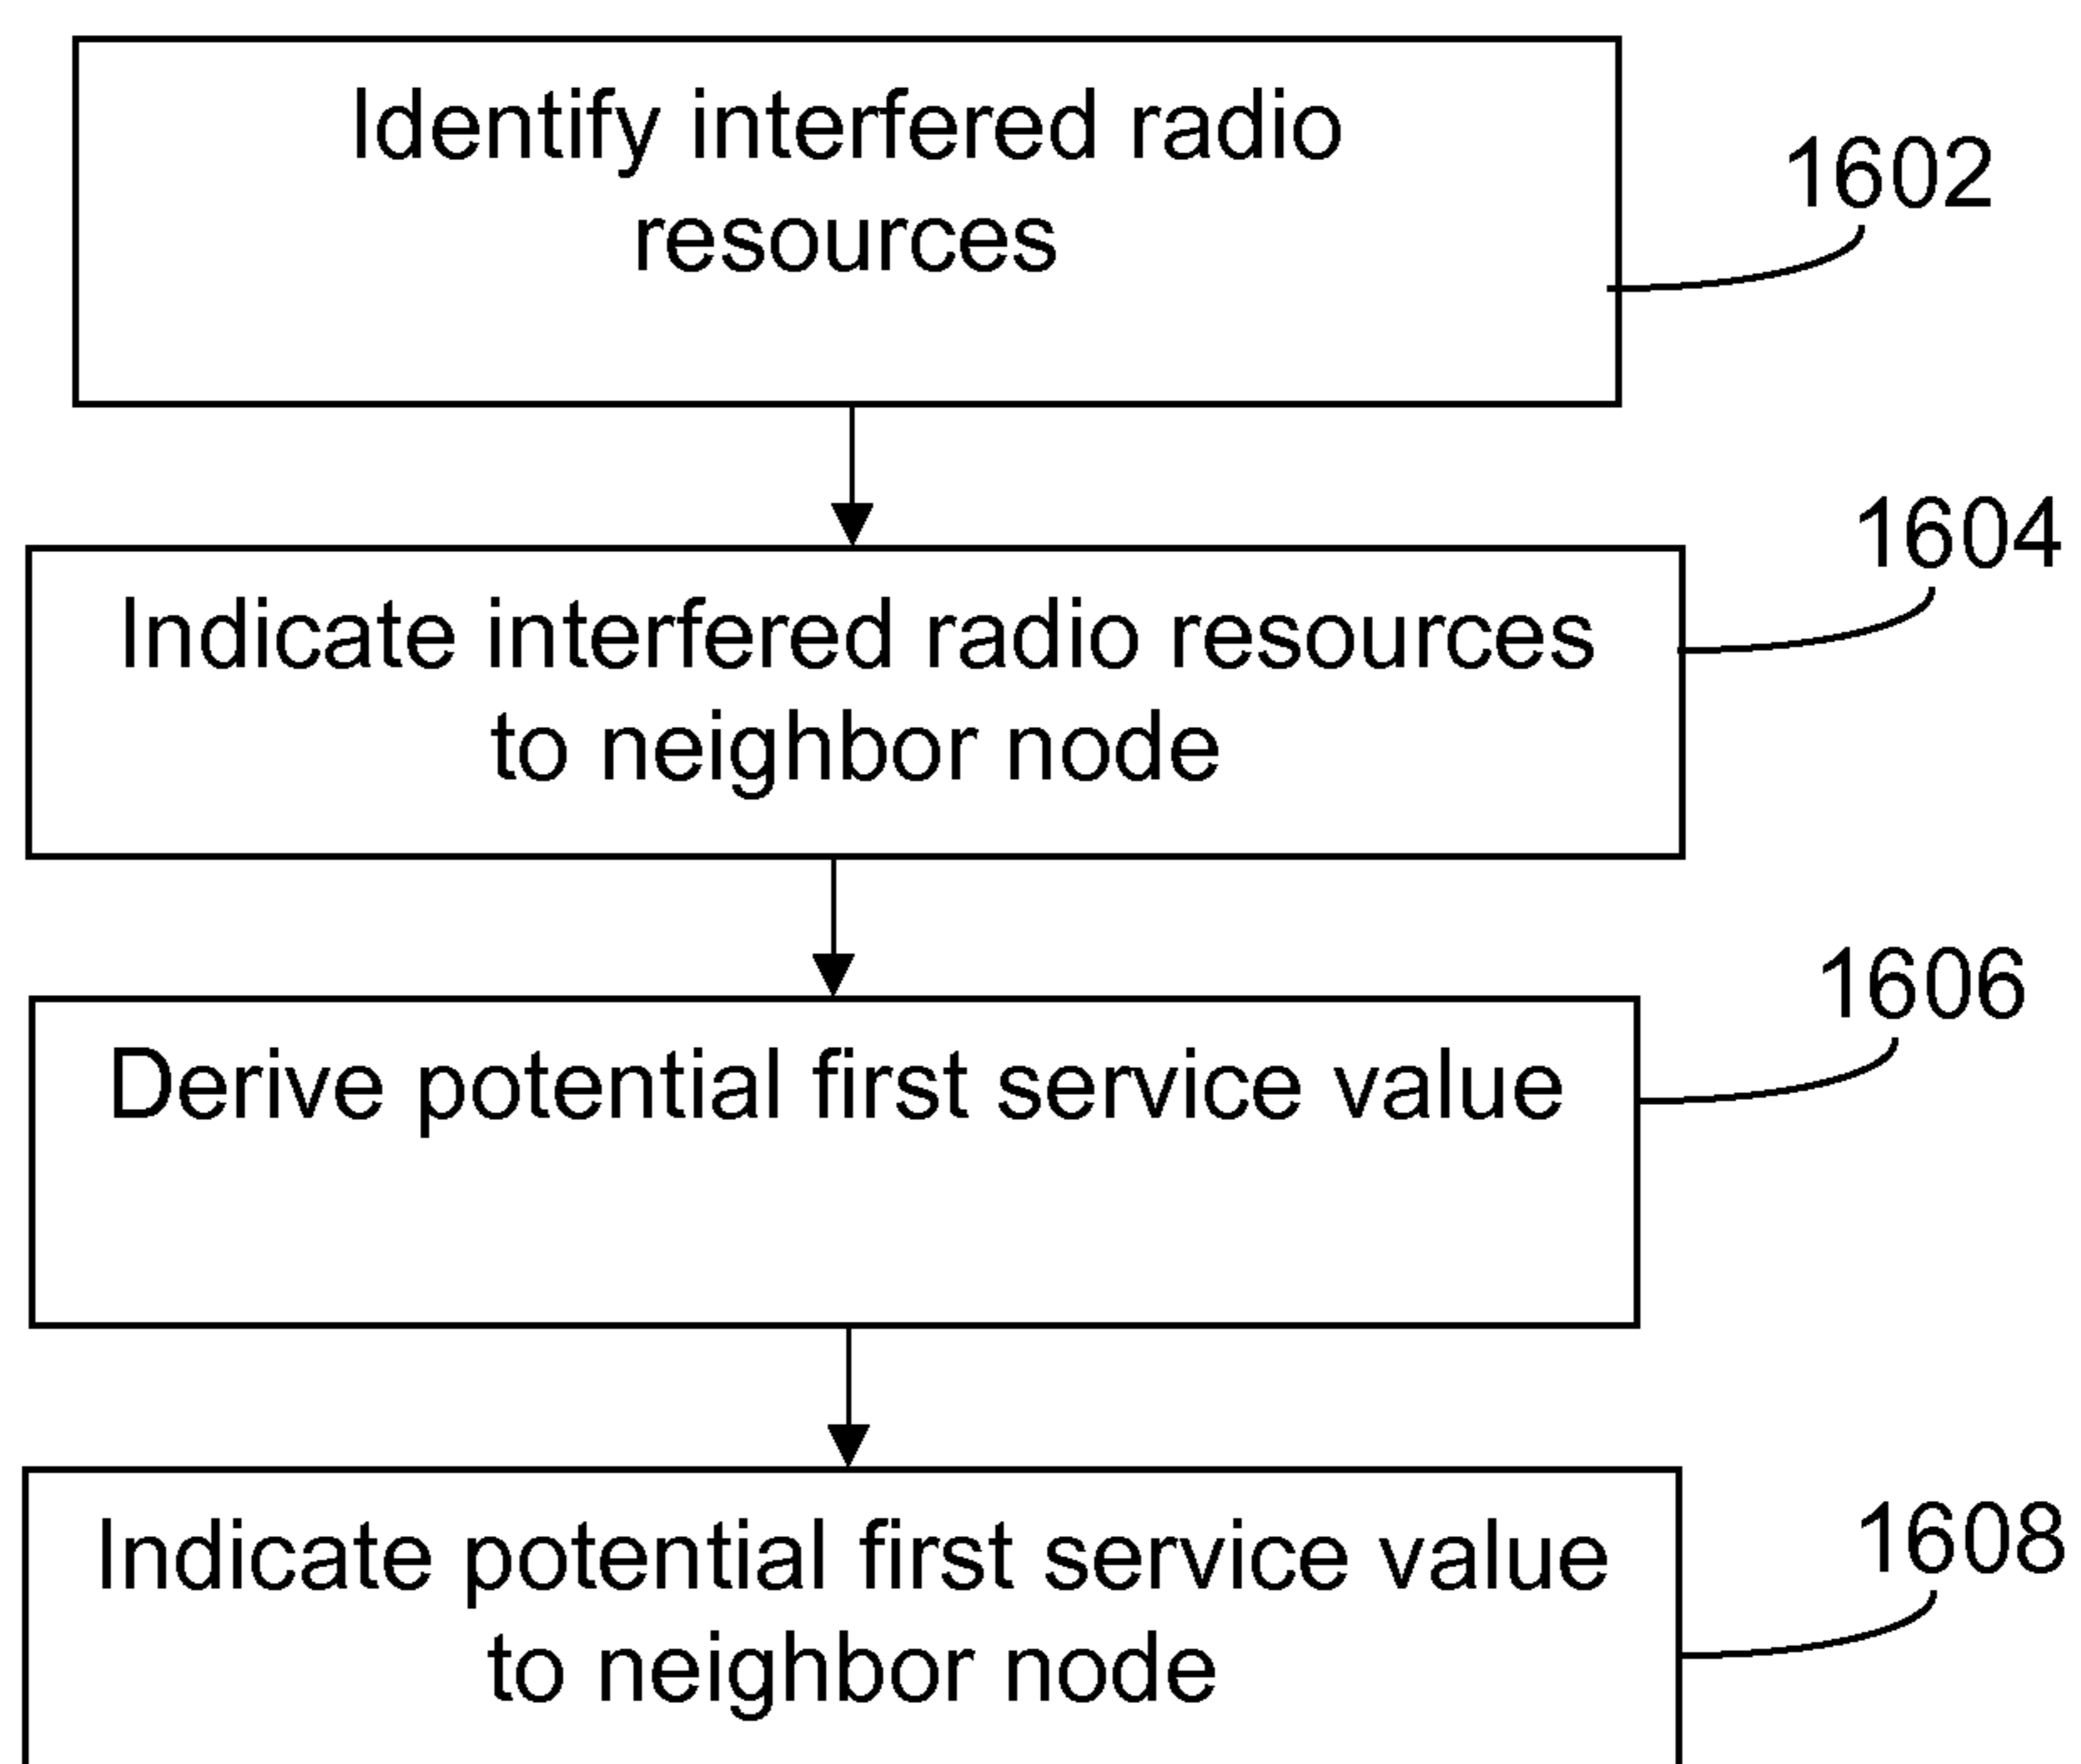 Identify interfered radio
resources
1602
1604
Indicate interfered radio resources
to neighbor node
1606
Derive potential first service value
1608
Indicate potential first service value
to neighbor node